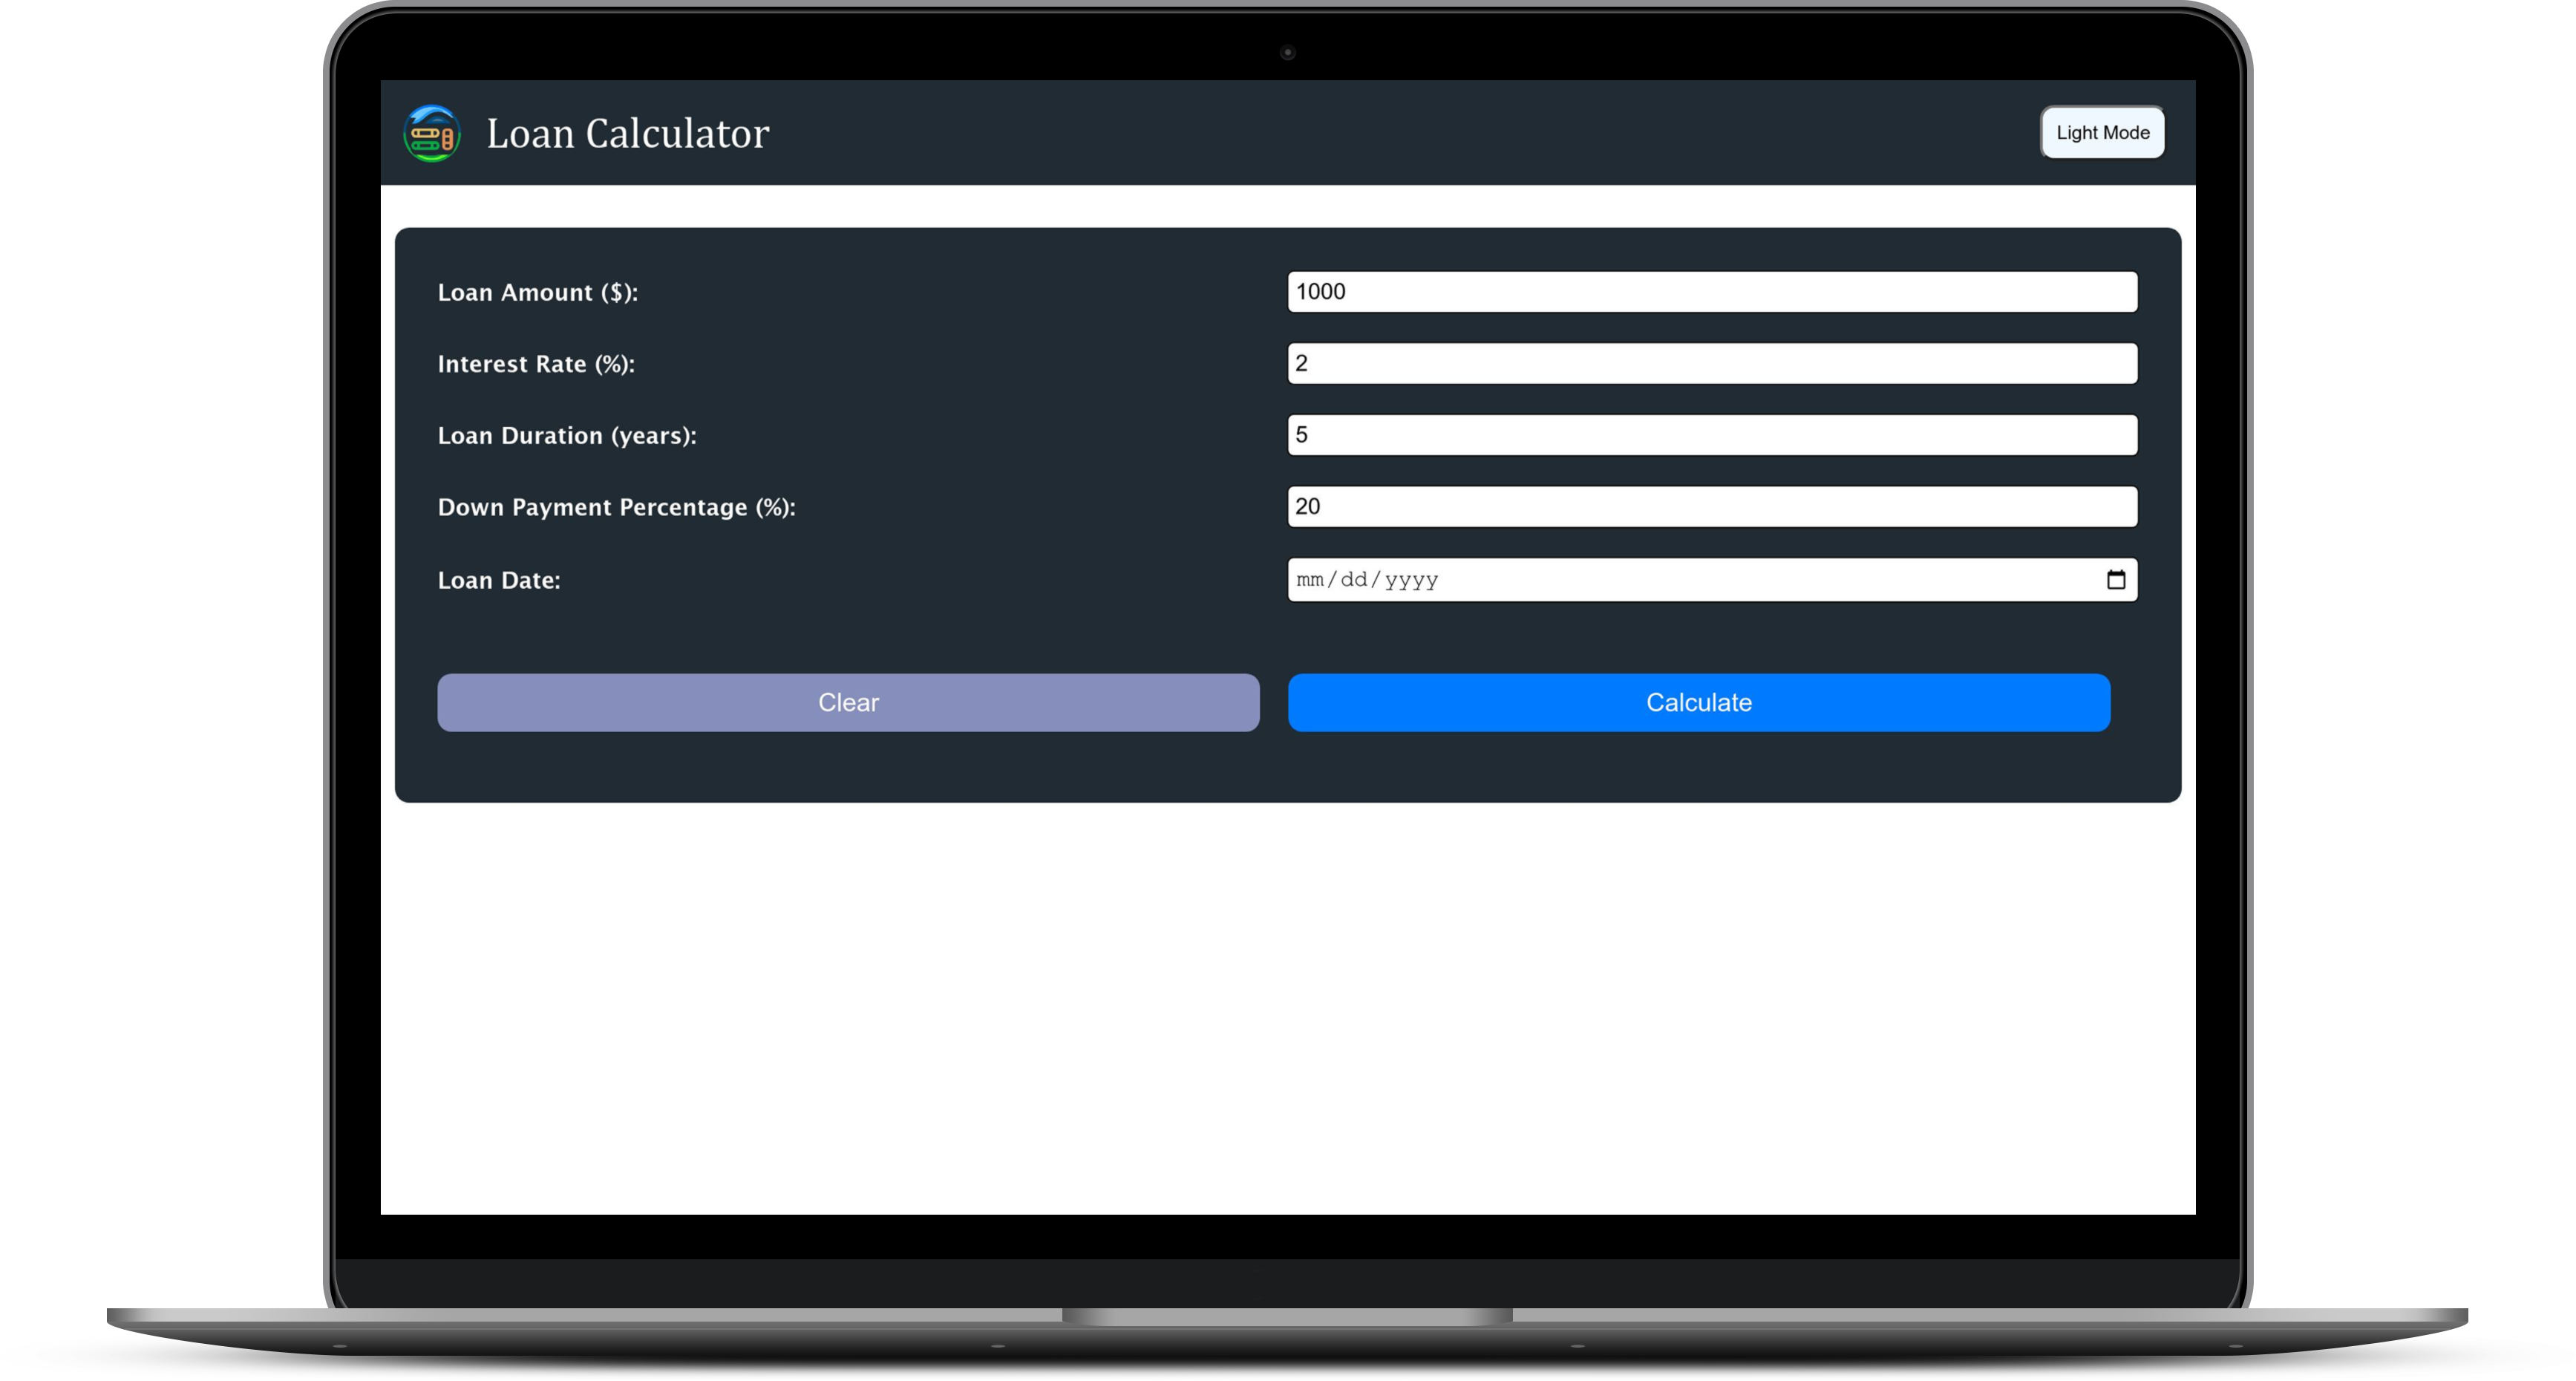 Loan Calculator
Light Mode
Loan Amount ($):
1000
Interest Rate (%):
2
Loan Duration (years):
5
Down Payment Percentage (%):
20
Loan Date:
mm/dd/yyyy
Clear
Calculate